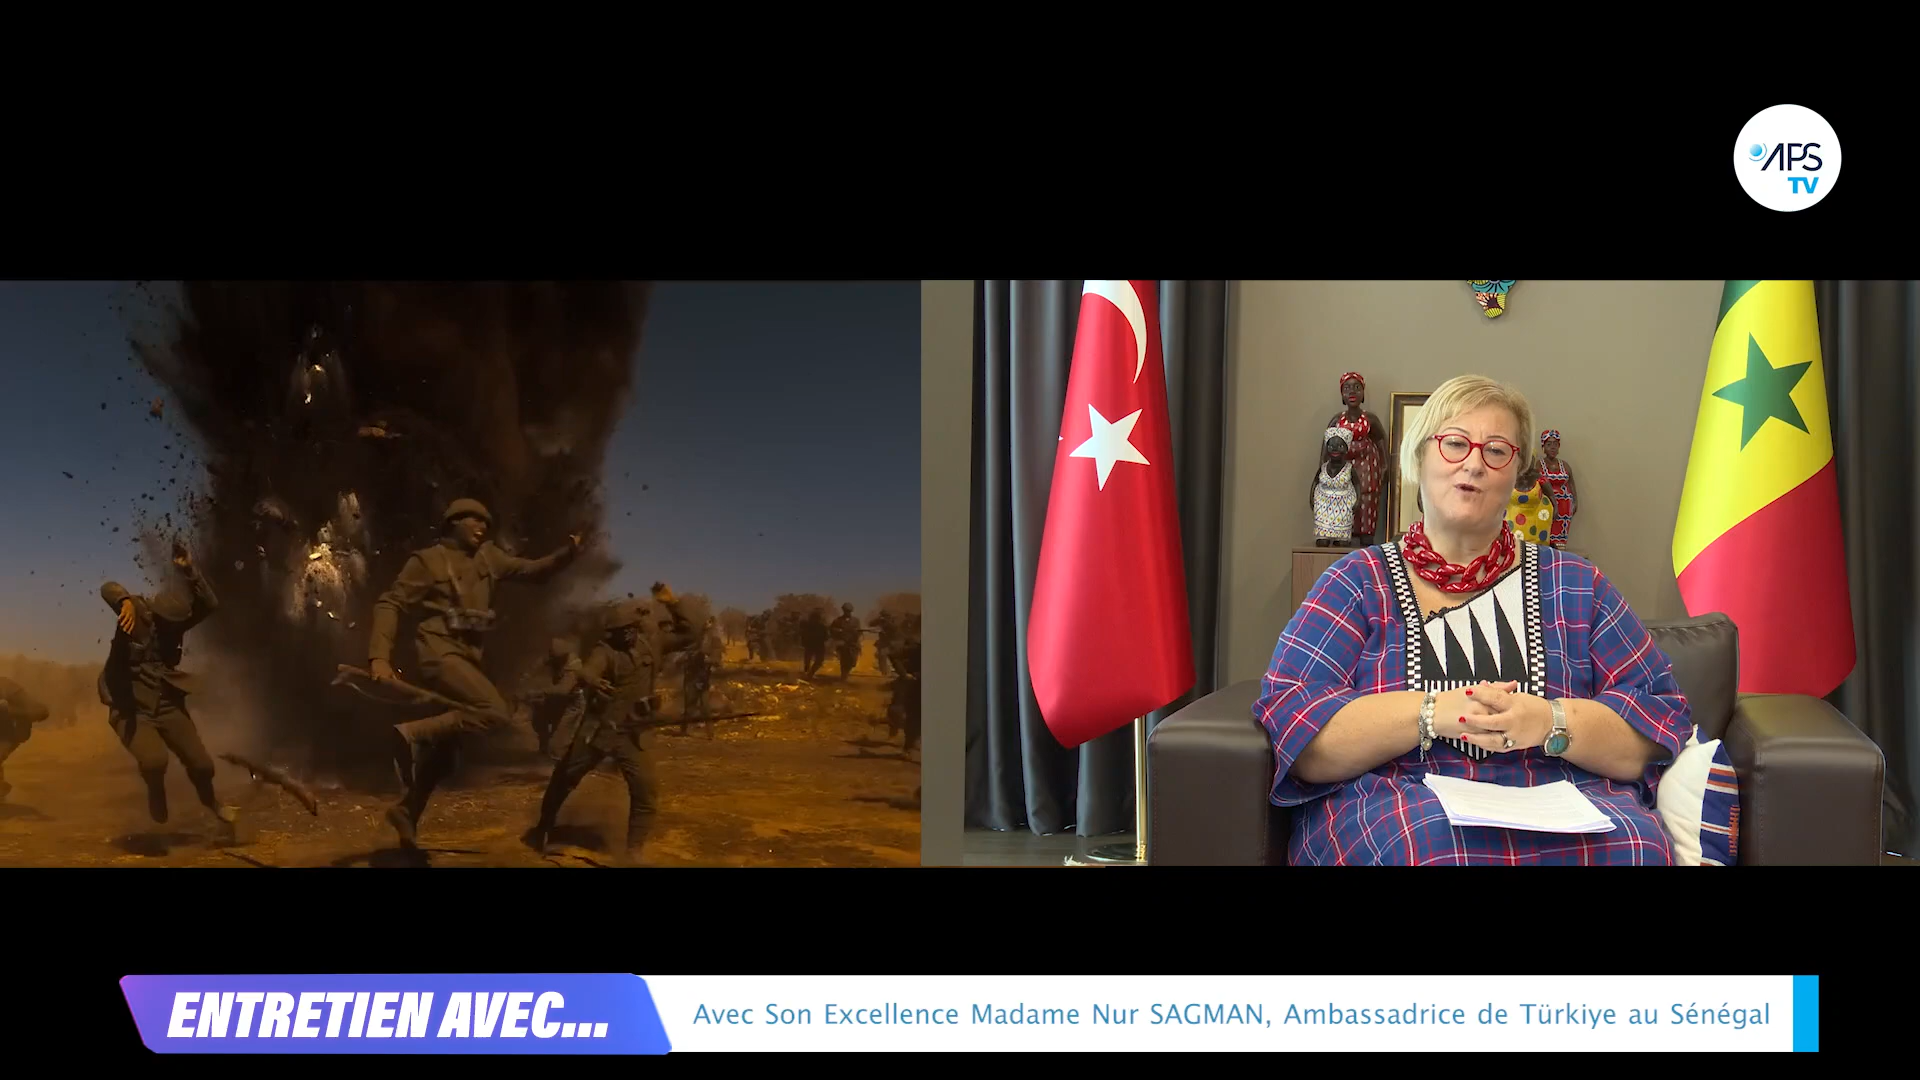 APS
TV
ENTRETIEN AVEC...
Avec Son Excellence Madame Nur SAGMAN, Ambassadrice de Türkiye au Sénégal